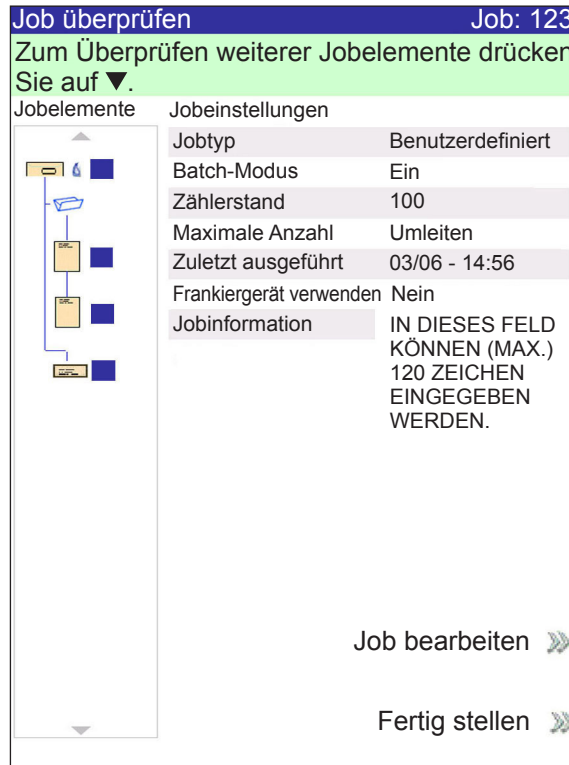 Job überprüfen Job: 123
Zum Überprüfen weiterer Jobelemente drücken
Sie auf ▼.
Jobelemente Jobeinstellungen
Jobtyp Benutzerdefiniert
Batch-Modus Ein
Zählerstand 100
Maximale Anzahl Umleiten
Zuletzt ausgeführt 03/06 - 14:56
Frankiergerät verwenden Nein
Jobinformation IN DIESES FELD
KÖNNEN (MAX.)
120 ZEICHEN
EINGEGEBEN
WERDEN.
Job bearbeiten
Fertig stellen